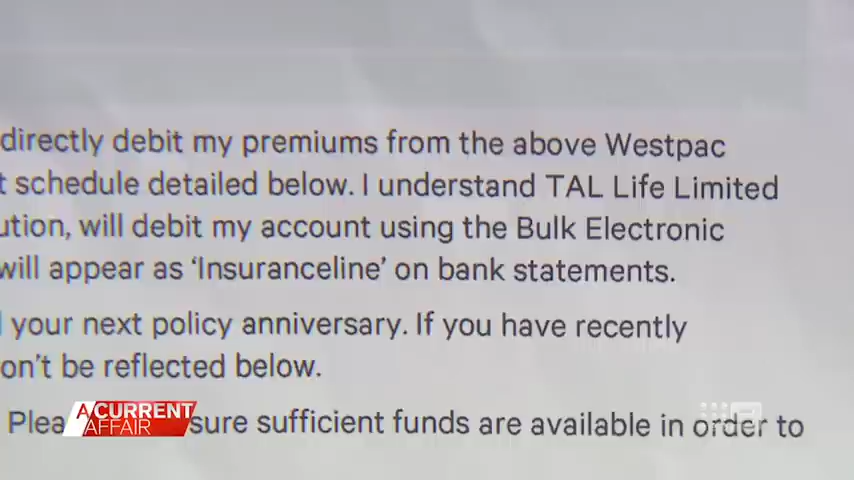 directly debit my premiums from the above Westpac
t schedule detailed below. I understand TAL Life Limited
ution, will debit my account using the Bulk Electronic
will appear as ‘Insuranceline’ on bank statements.
your next policy anniversary. If you have recently
on’t be reflected below.
Plea sure sufficient funds are available in order to
A CURRENT
AFFAIR
9